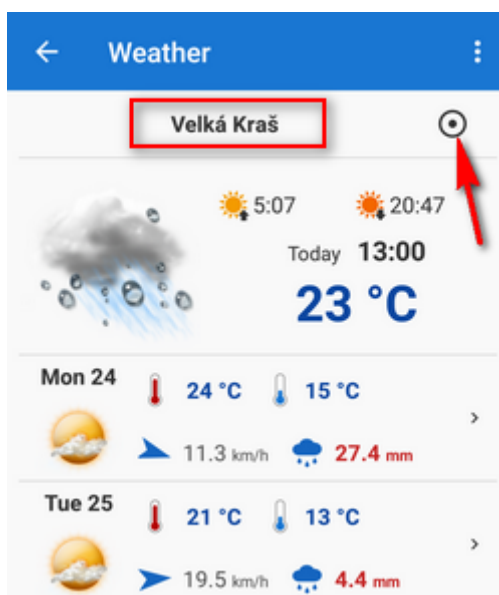 Weather
Velká Kraš
5:07 20:47
Today 13:00
23 °C
Mon 24 24 °C 15 °C
11.3 km/h 27.4 mm
Tue 25 21 °C 13 °C
19.5 km/h 4.4 mm